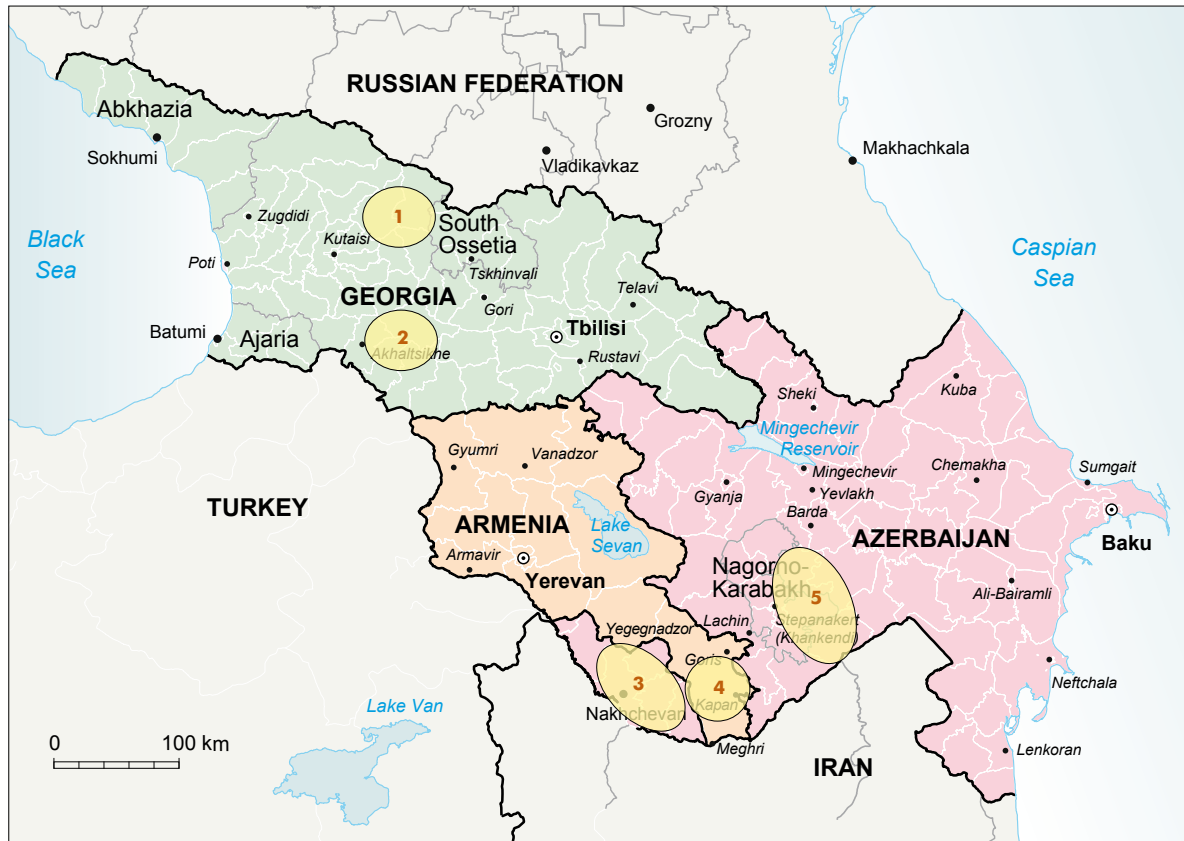 RUSSIAN FEDERATION
Grozny
Abkhazia
Sokhumi
Vladikavkaz
Makhachkala
1
Zugdidi
South
Ossetia
Kutaisi
Black
Sea
Caspian
Sea
Poti
Tskhinvali
GEORGIA
Gori
Telavi
Batumi
Ajaria
2
Tbilisi
Akhaltsikhe
Rustavi
Kuba
Sheki
Mingechevir
Reservoir
Gyumri
Vanadzor
Mingechevir
Chemakha
Sumgait
Gyanja
Yevlakh
TURKEY
Barda
ARMENIA
Lake
Sevan
AZERBAIJAN
Baku
Armavir
Yerevan
Nagorno-
Karabakh
5
Ali-Bairamli
Yegegnadzor
Lachin
Stepanakert
(Khankendi)
Goris
3
4
Nakhchevan
Kapan
Neftchala
Lake Van
0
100 km
Meghri
IRAN
Lenkoran